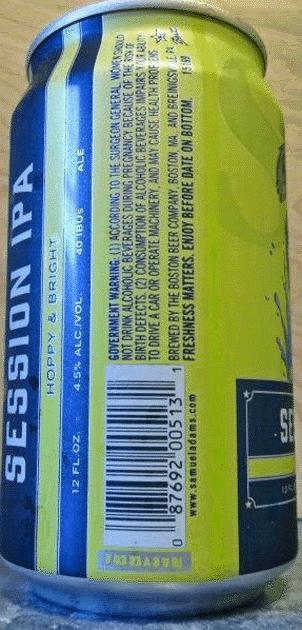 SESSION IPA
HOPPY & BRIGHT
12 FL. OZ. 4.5% ALC./VOL. 40 IBUs ALE
GOVERNMENT WARNING: (1) ACCORDING TO THE SURGEON GENERAL, WOMEN SHOULD
NOT DRINK ALCOHOLIC BEVERAGES DURING PREGNANCY BECAUSE OF THE RISK OF
BIRTH DEFECTS. (2) CONSUMPTION OF ALCOHOLIC BEVERAGES IMPAIRS YOUR ABILITY
TO DRIVE A CAR OR OPERATE MACHINERY, AND MAY CAUSE HEALTH PROBLEMS.
BREWED BY THE BOSTON BEER COMPANY, BOSTON, MA, AND BREINIGSVILLE, PA
FRESHNESS MATTERS. ENJOY BEFORE DATE ON BOTTOM.
0 87692 00513 1
www.samueladams.com
SE